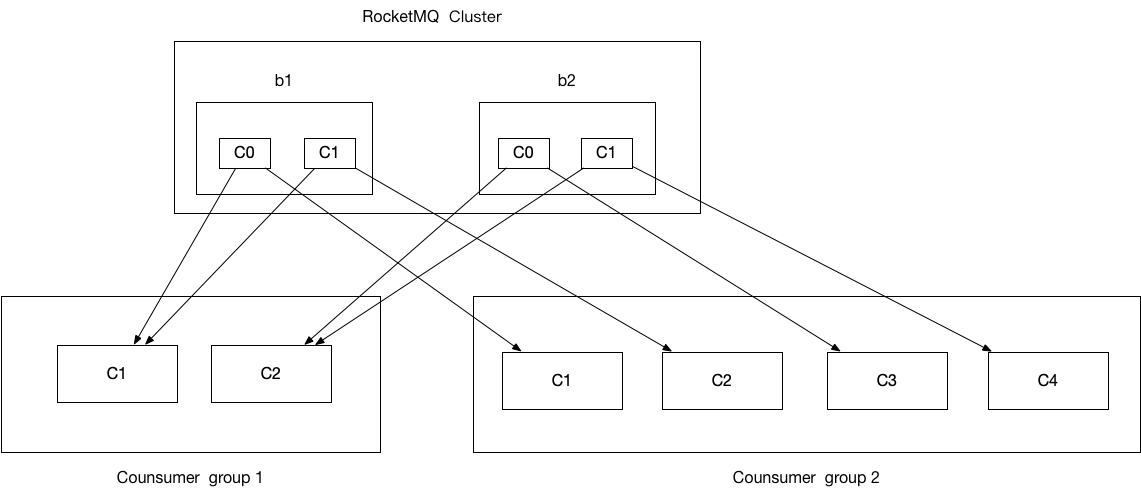 RocketMQ Cluster
b1 b2
C0 C1 C0 C1
C1 C2 C1 C2 C3 C4
Counsumer group 1 Counsumer group 2